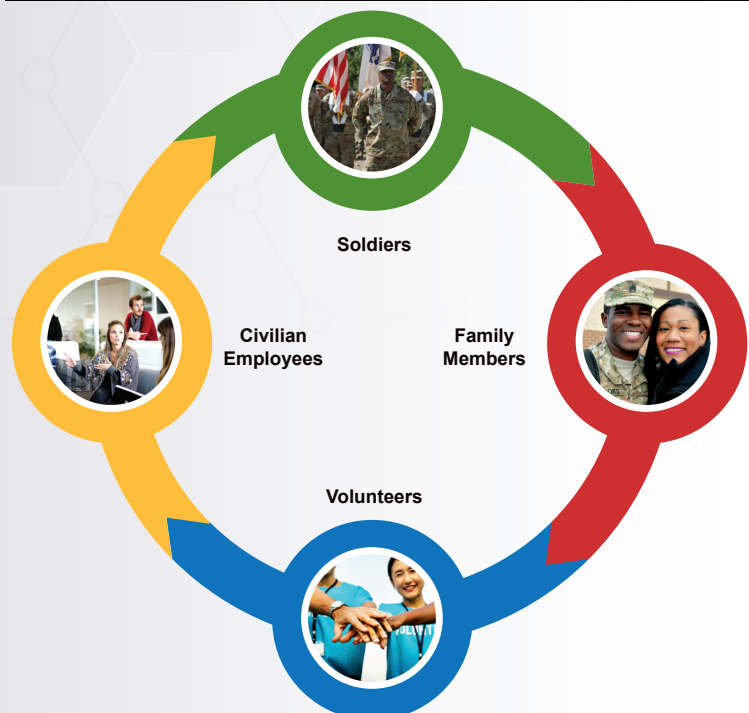 Soldiers
Civilian
Employees
Family
Members
Volunteers